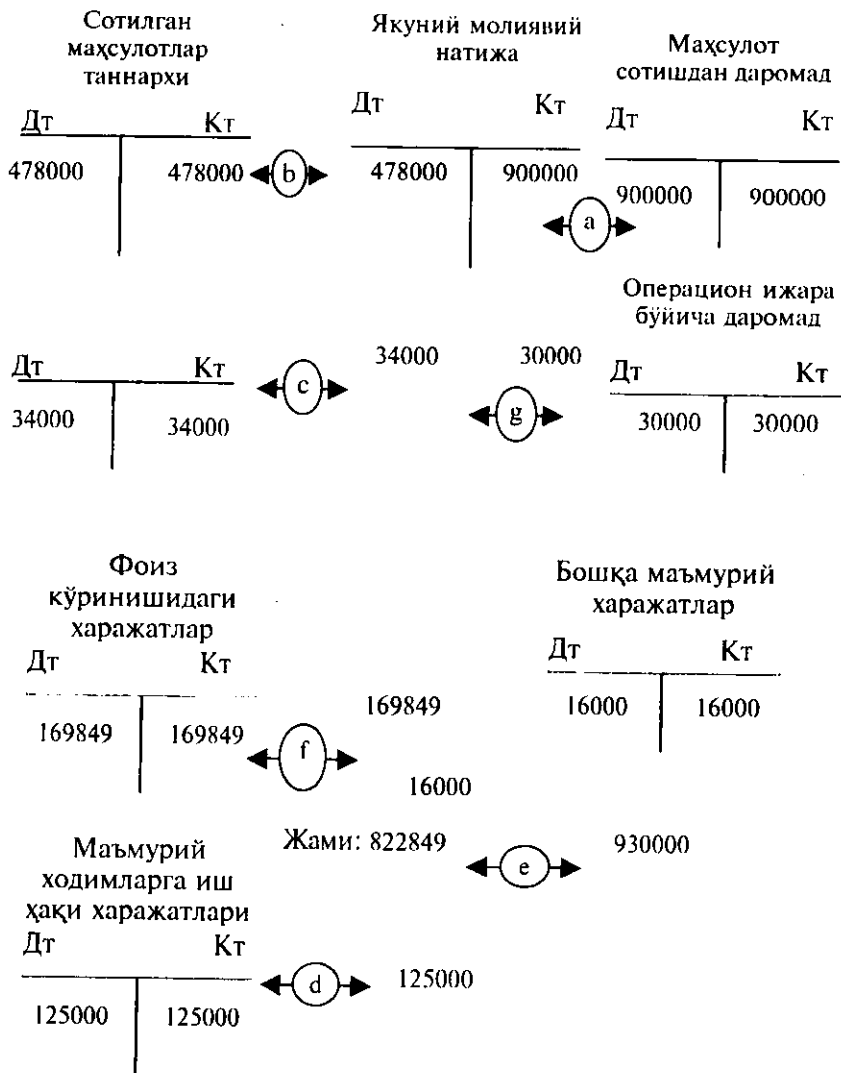 Сотилган
маҳсулотлар
таннархи
Дт Кт
478000 478000
b
Якуний молиявий
натижа
Дт Кт
478000 900000
a
Маҳсулот
сотишдан даромад
Дт Кт
900000 900000
Дт Кт
34000 34000
c
34000 30000
g
Операцион ижара
бўйича даромад
Дт Кт
30000 30000
Фоиз
кўринишидаги
харажатлар
Дт Кт
169849 169849
f
169849
16000
Бошқа маъмурий
харажатлар
Дт Кт
16000 16000
Жами: 822849
e
930000
Маъмурий
ходимларга иш
ҳақи харажатлари
Дт Кт
125000 125000
d
125000